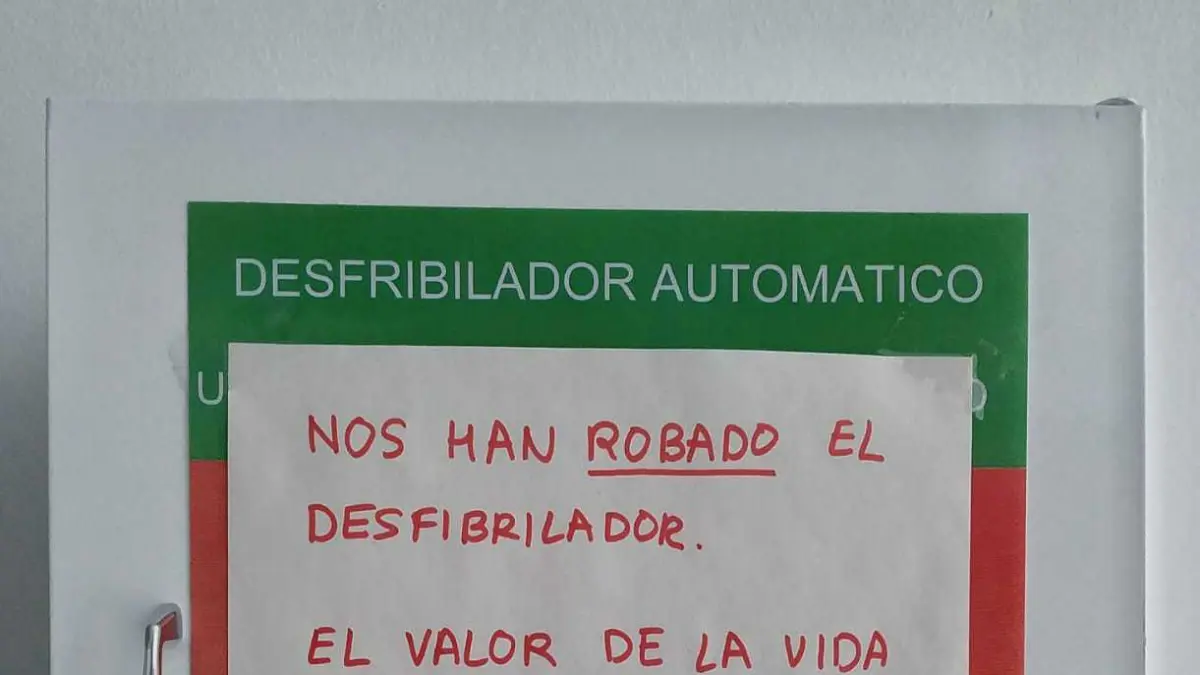 DESFRIBILADOR AUTOMATICO
NOS HAN ROBADO EL
DESFIBRILADOR.
EL VALOR DE LA VIDA